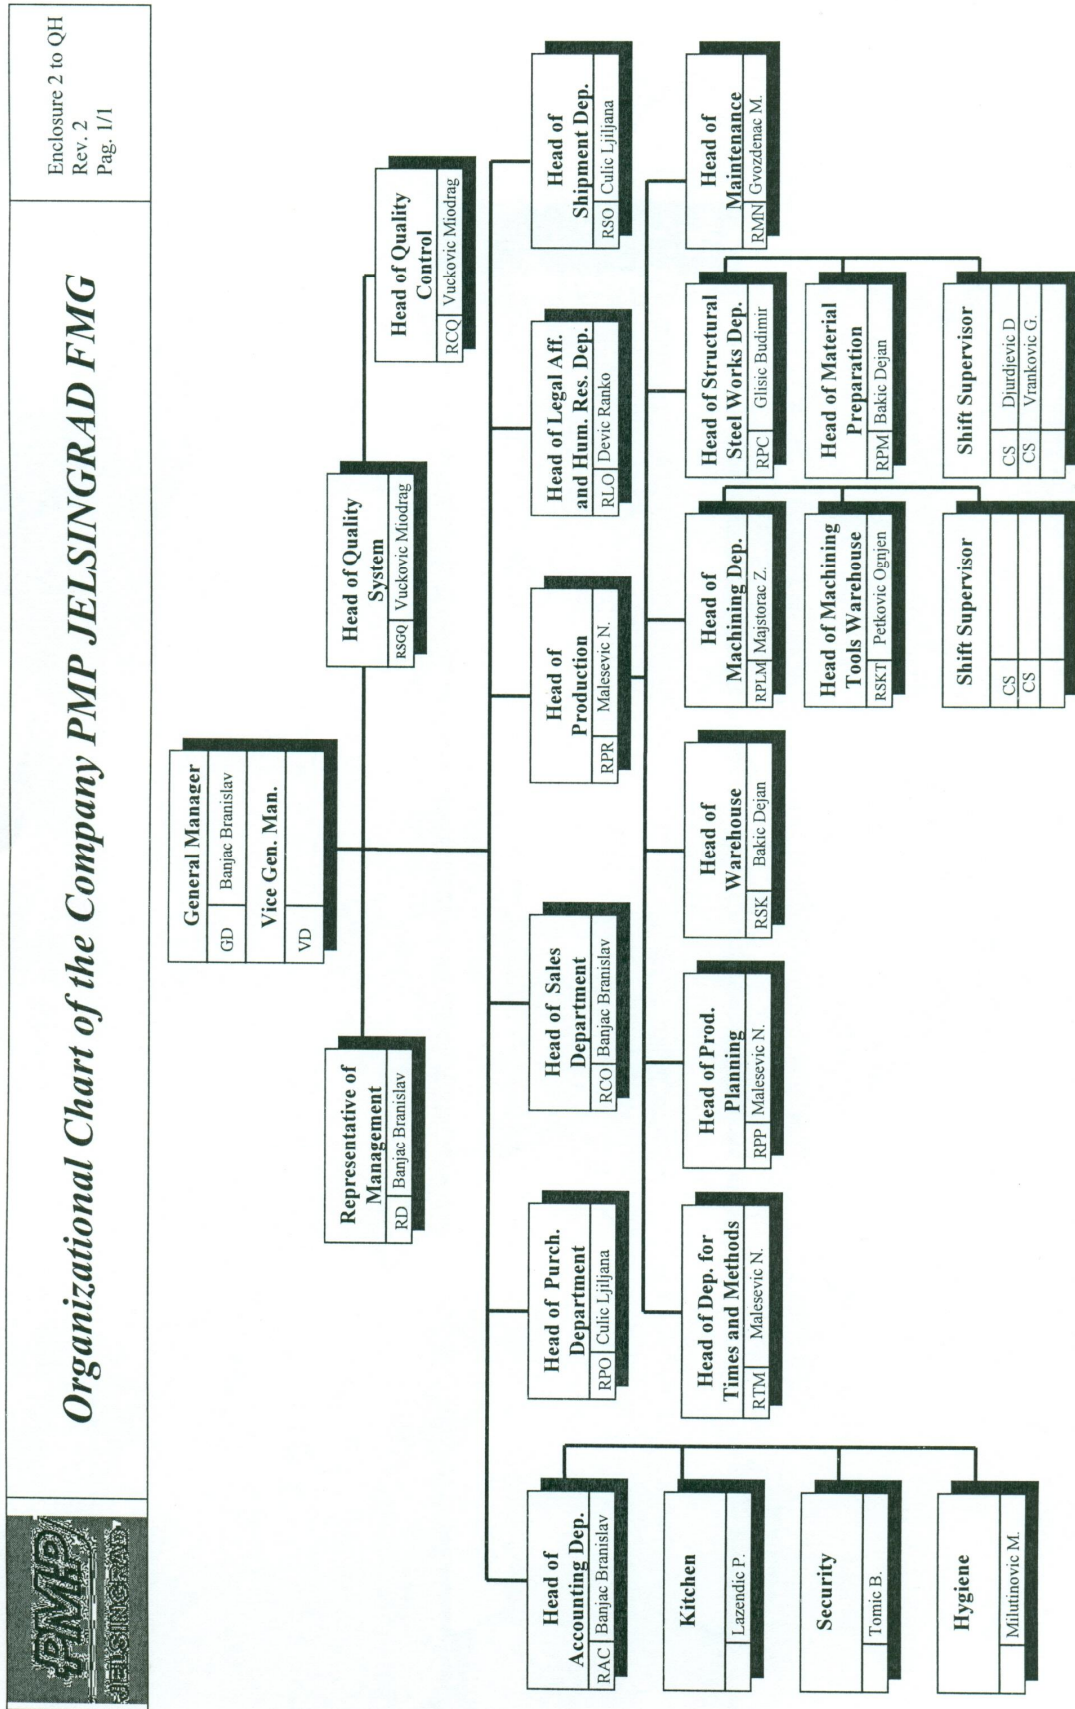 PMP
JELSINGRAD
Organizational Chart of the Company PMP JELSINGRAD FMG
Enclosure 2 to QH
Rev. 2
Pag. 1/1
General Manager
GD Banjac Branislav
Vice Gen. Man.
VD
Representative of
Management
RD Banjac Branislav
Head of Quality
System
RSGQ Vuckovic Miodrag
Head of Quality
Control
RCQ Vuckovic Miodrag
Head of
Accounting Dep.
RAC Banjac Branislav
Head of Purch.
Department
RPO Culic Ljiljana
Head of Sales
Department
RCO Banjac Branislav
Head of
Production
RPR Malesevic N.
Head of Legal Aff.
and Hum. Res. Dep.
RLO Devic Ranko
Head of
Shipment Dep.
RSO Culic Ljiljana
Kitchen
Lazendic P.
Security
Tomic B.
Hygiene
Milutinovic M.
Head of Dep. for
Times and Methods
RTM Malesevic N.
Head of Prod.
Planning
RPP Malesevic N.
Head of
Warehouse
RSK Bakic Dejan
Head of
Machining Dep.
RPLM Majstorac Z.
Head of Structural
Steel Works Dep.
RPC Glisic Budimir
Head of
Maintenance
RMN Gvozdenac M.
Head of Machining
Tools Warehouse
RSKT Petkovic Ognjen
Head of Material
Preparation
RPM Bakic Dejan
Shift Supervisor
CS
CS
Shift Supervisor
CS Djurdjevic D
CS Vrankovic G.